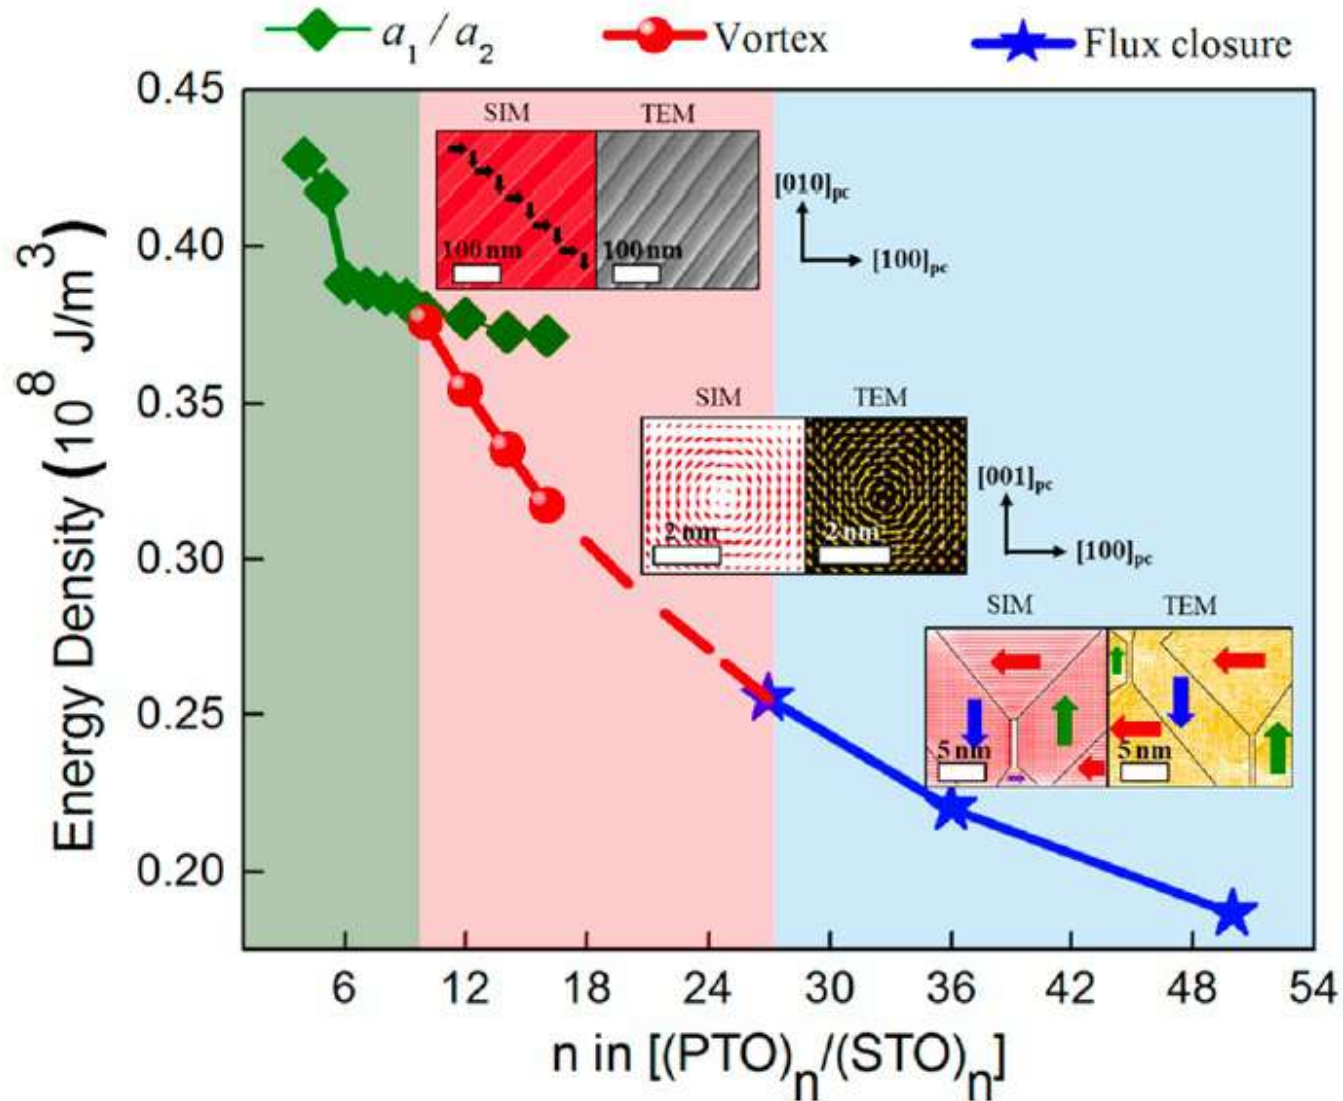 a₁/a₂ Vortex Flux closure
0.45
0.40
0.35
0.30
0.25
0.20
Energy Density (10⁸ J/m³)
SIM TEM
100 nm 100 nm
[010]pc
[100]pc
SIM TEM
2 nm 2 nm
[001]pc
[100]pc
SIM TEM
5 nm 5 nm
6 12 18 24 30 36 42 48 54
n in [(PTO)n/(STO)n]